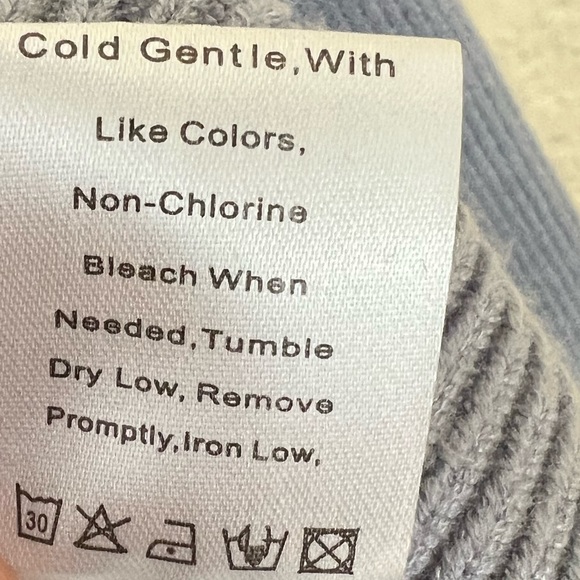 Cold Gentle,With
Like Colors,
Non-Chlorine
Bleach When
Needed,Tumble
Dry Low, Remove
Promptly,Iron Low,
30